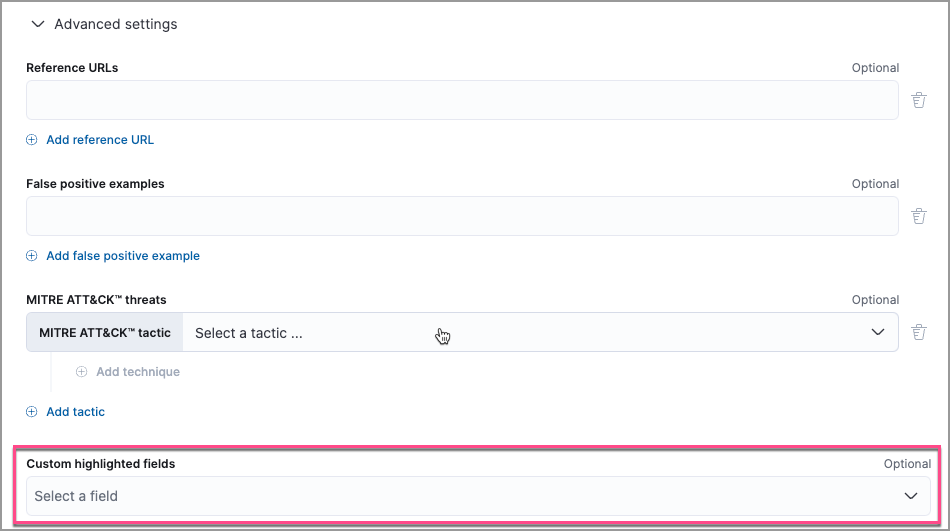 Advanced settings
Reference URLs Optional
Add reference URL
False positive examples Optional
Add false positive example
MITRE ATT&CK™ threats Optional
MITRE ATT&CK™ tactic Select a tactic ...
Add technique
Add tactic
Custom highlighted fields Optional
Select a field